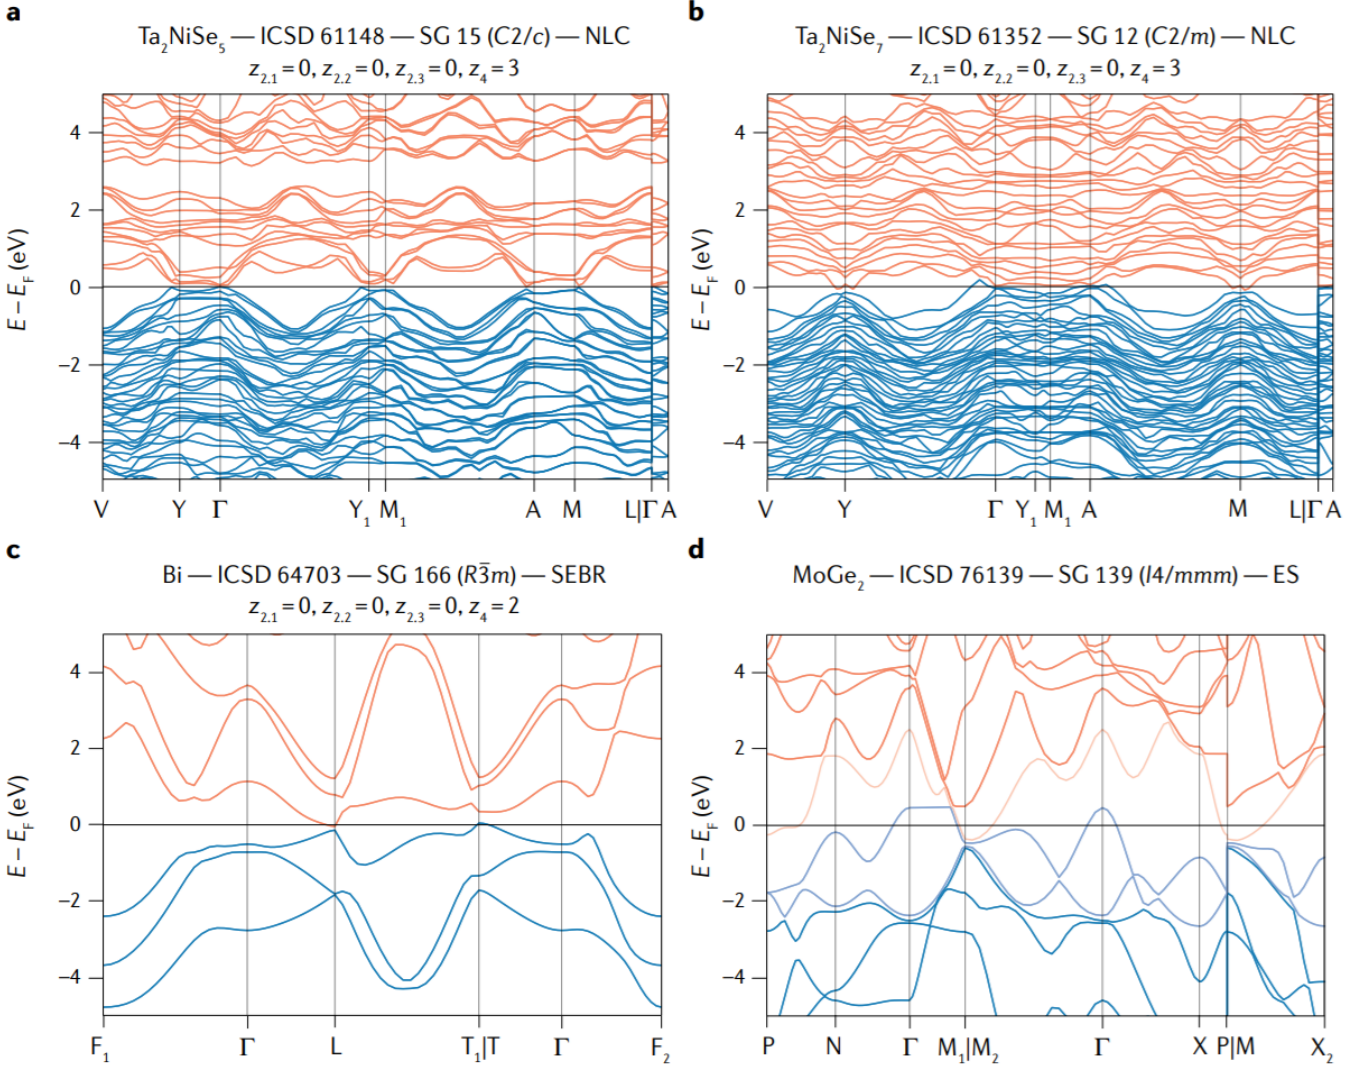 a
Ta₂NiSe₅ — ICSD 61148 — SG 15 (C2/c) — NLC
z₂.₁ = 0, z₂.₂ = 0, z₂.₃ = 0, z₄ = 3
E – E_F (eV)
4
2
0
−2
−4
V Y Γ Y₁ M₁ A M L|Γ A
b
Ta₂NiSe₇ — ICSD 61352 — SG 12 (C2/m) — NLC
z₂.₁ = 0, z₂.₂ = 0, z₂.₃ = 0, z₄ = 3
E – E_F (eV)
4
2
0
−2
−4
V Y Γ Y₁ M₁ A M L|Γ A
c
Bi — ICSD 64703 — SG 166 (R3̅m) — SEBR
z₂.₁ = 0, z₂.₂ = 0, z₂.₃ = 0, z₄ = 2
E – E_F (eV)
4
2
0
−2
−4
F₁ Γ L T₁|T Γ F₂
d
MoGe₂ — ICSD 76139 — SG 139 (I4/mmm) — ES
E – E_F (eV)
4
2
0
−2
−4
P N Γ M₁|M₂ Γ X P|M X₂